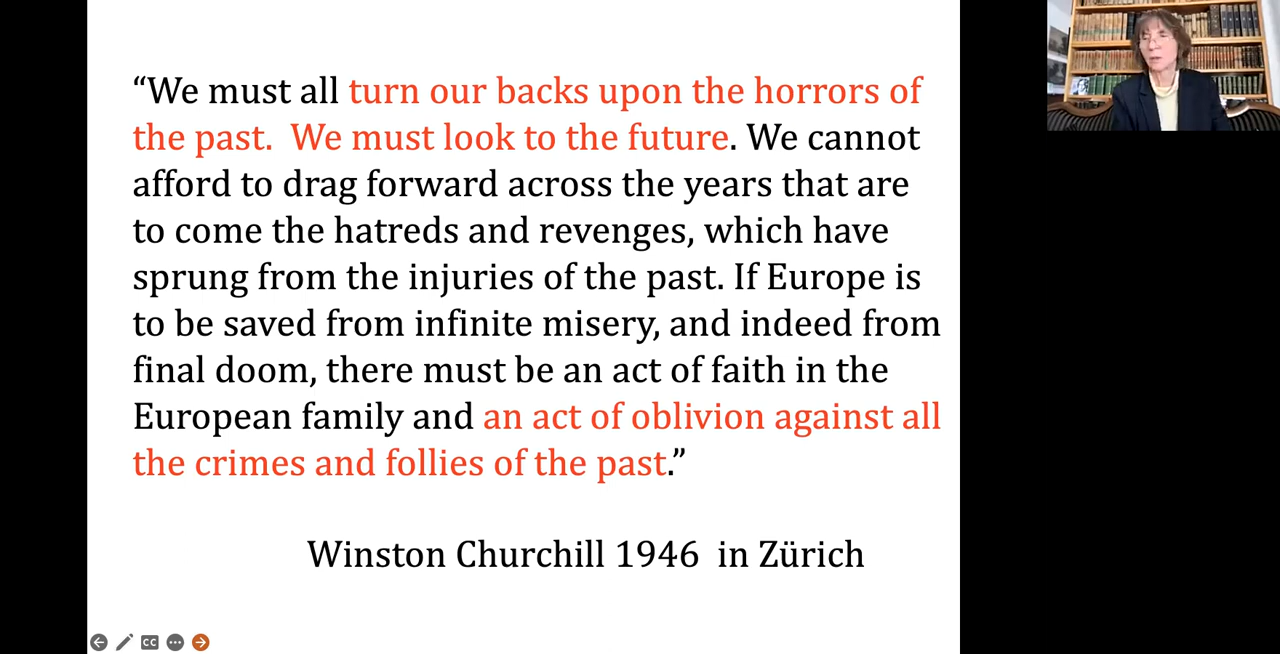 “We must all turn our backs upon the horrors of
the past.  We must look to the future. We cannot
afford to drag forward across the years that are
to come the hatreds and revenges, which have
sprung from the injuries of the past. If Europe is
to be saved from infinite misery, and indeed from
final doom, there must be an act of faith in the
European family and an act of oblivion against all
the crimes and follies of the past.”
Winston Churchill 1946  in Zürich
CC